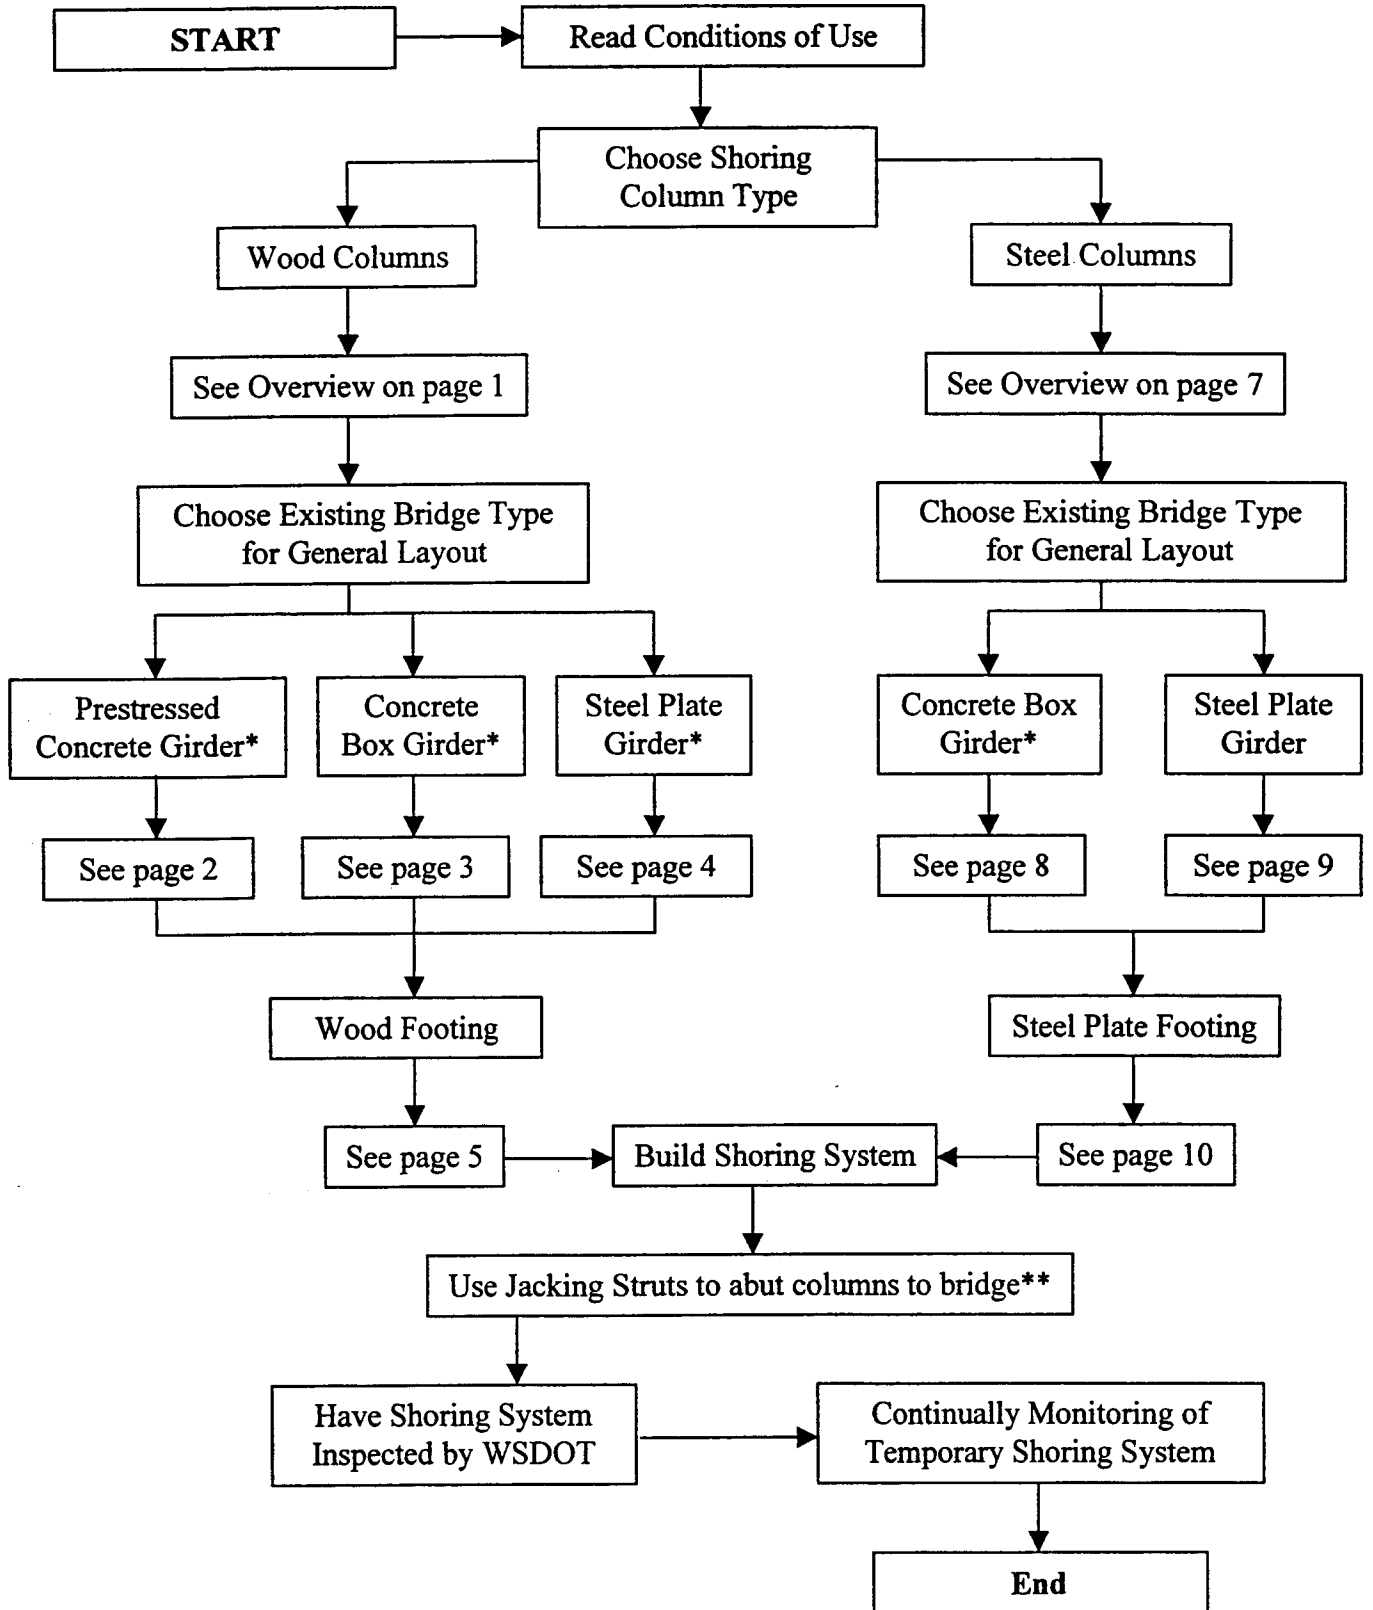 START
Read Conditions of Use
Choose Shoring
Column Type
Wood Columns
Steel Columns
See Overview on page 1
See Overview on page 7
Choose Existing Bridge Type
for General Layout
Choose Existing Bridge Type
for General Layout
Prestressed
Concrete Girder*
Concrete
Box Girder*
Steel Plate
Girder*
Concrete Box
Girder*
Steel Plate
Girder
See page 2
See page 3
See page 4
See page 8
See page 9
Wood Footing
Steel Plate Footing
See page 5
Build Shoring System
See page 10
Use Jacking Struts to abut columns to bridge**
Have Shoring System
Inspected by WSDOT
Continually Monitoring of
Temporary Shoring System
End